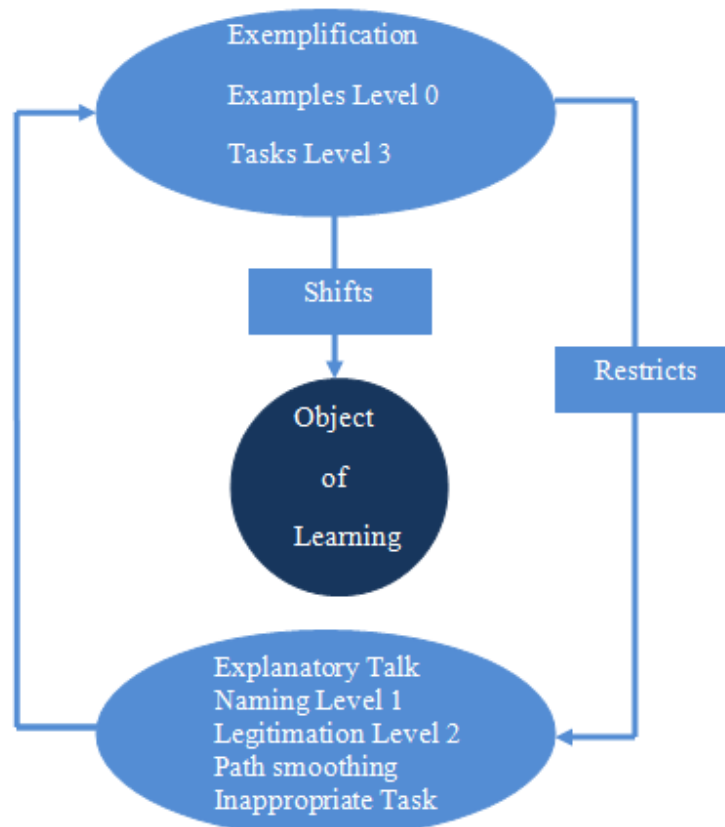 Exemplification
Examples Level 0
Tasks Level 3
Shifts
Restricts
Object
of
Learning
Explanatory Talk
Naming Level 1
Legitimation Level 2
Path smoothing
Inappropriate Task